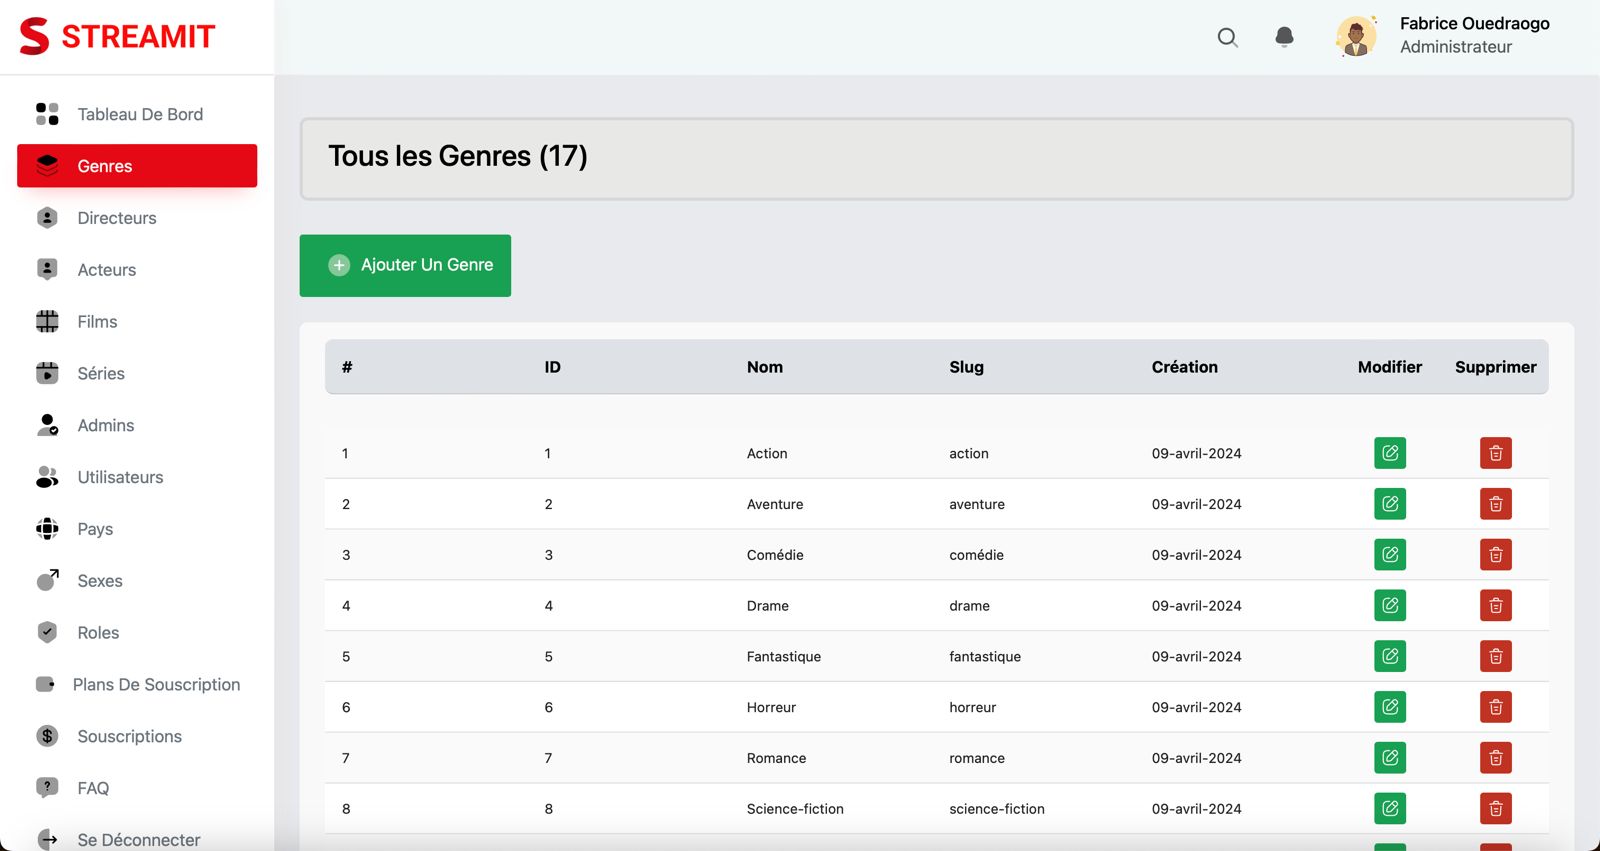 STREAMIT
Fabrice Ouedraogo
Administrateur
Tableau De Bord
Genres
Directeurs
Acteurs
Films
Séries
Admins
Utilisateurs
Pays
Sexes
Roles
Plans De Souscription
Souscriptions
FAQ
Se Déconnecter
Tous les Genres (17)
Ajouter Un Genre
# ID Nom Slug Création Modifier Supprimer
1 1 Action action 09-avril-2024
2 2 Aventure aventure 09-avril-2024
3 3 Comédie comédie 09-avril-2024
4 4 Drame drame 09-avril-2024
5 5 Fantastique fantastique 09-avril-2024
6 6 Horreur horreur 09-avril-2024
7 7 Romance romance 09-avril-2024
8 8 Science-fiction science-fiction 09-avril-2024